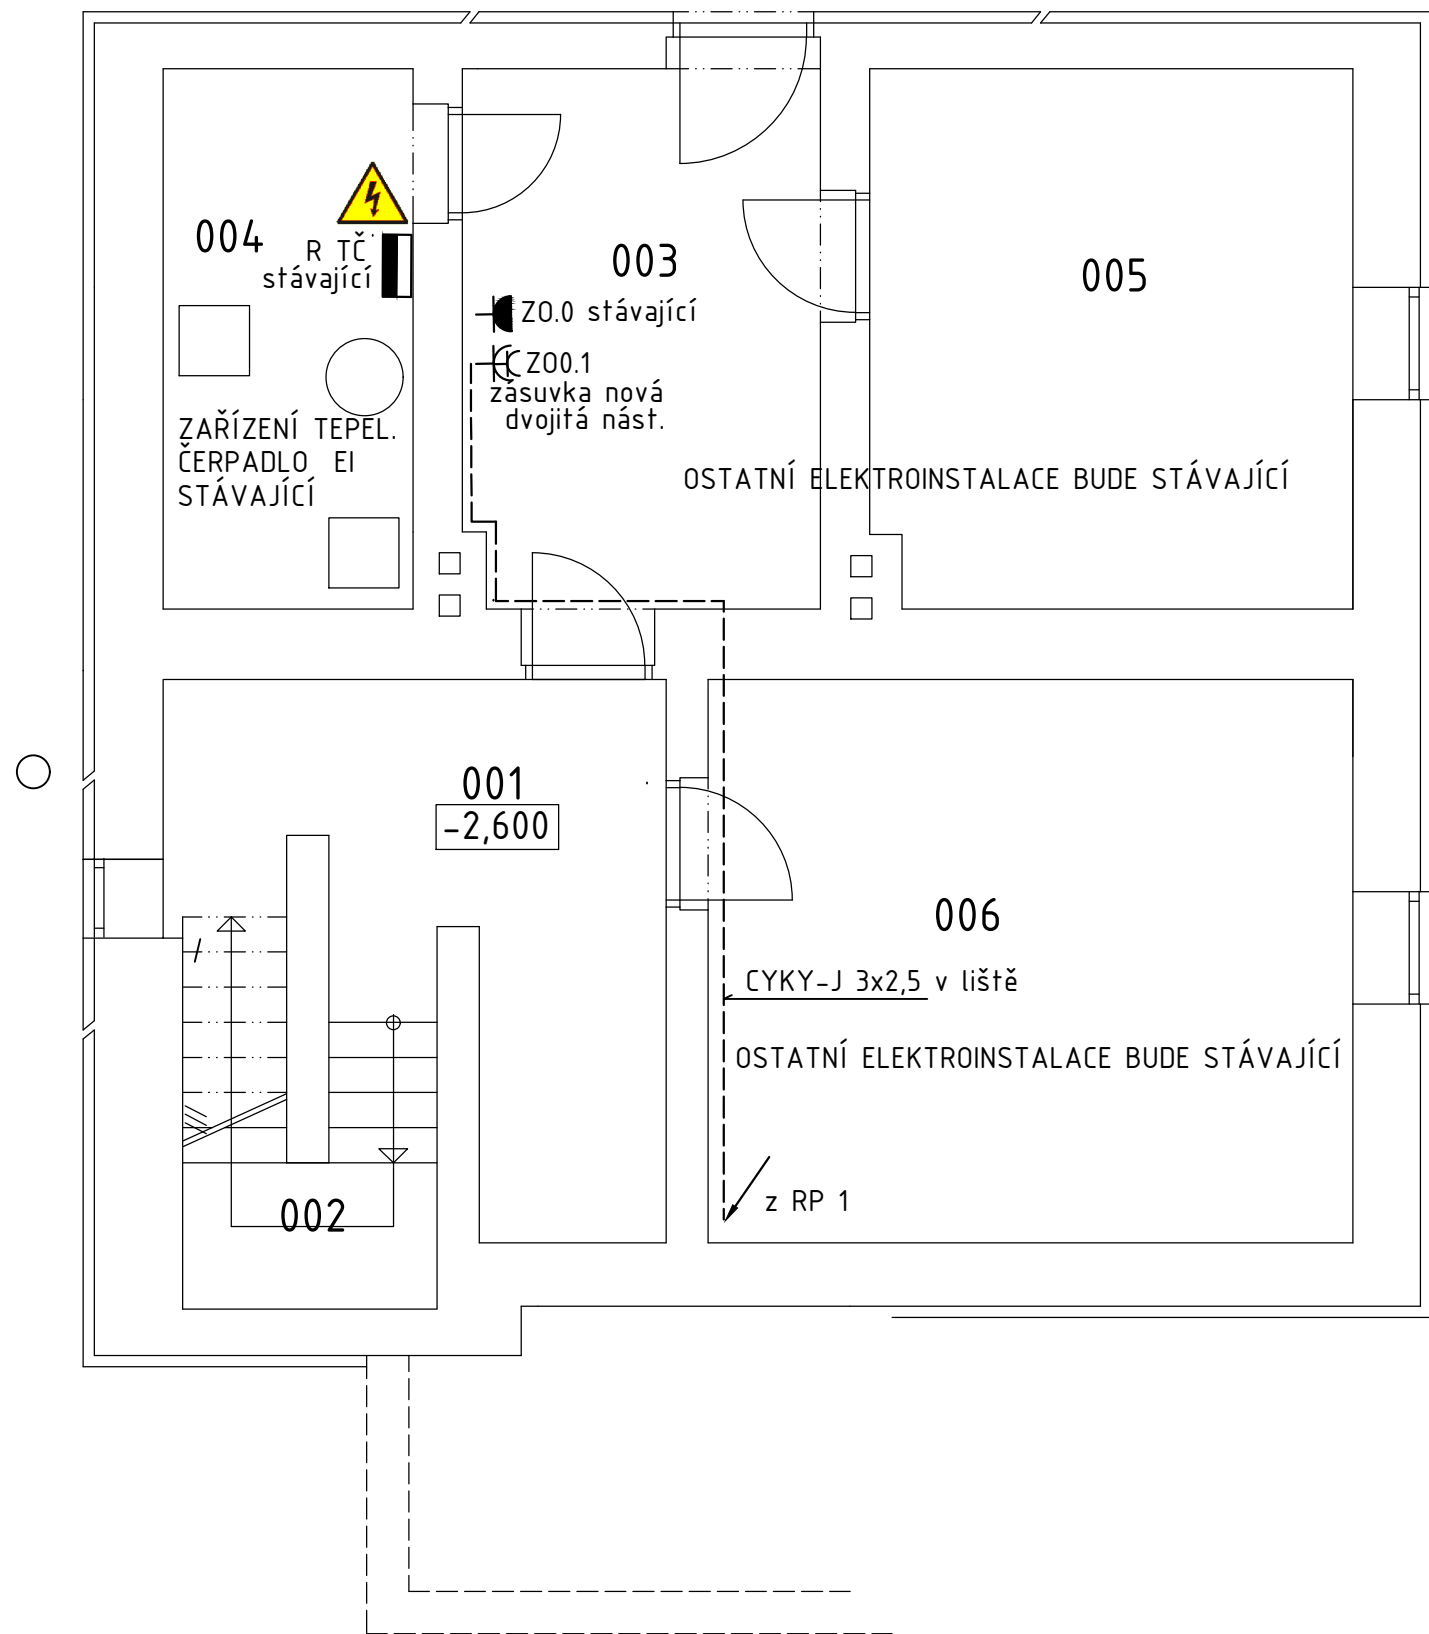 004
R TČ
stávající
003
005
ZO.0 stávající
ZO0.1
zásuvka nová
dvojitá nást.
ZAŘÍZENÍ TEPEL.
ČERPADLO EI
STÁVAJÍCÍ
OSTATNÍ ELEKTROINSTALACE BUDE STÁVAJÍCÍ
001
-2,600
006
CYKY-J 3x2,5 v liště
OSTATNÍ ELEKTROINSTALACE BUDE STÁVAJÍCÍ
z RP 1
002